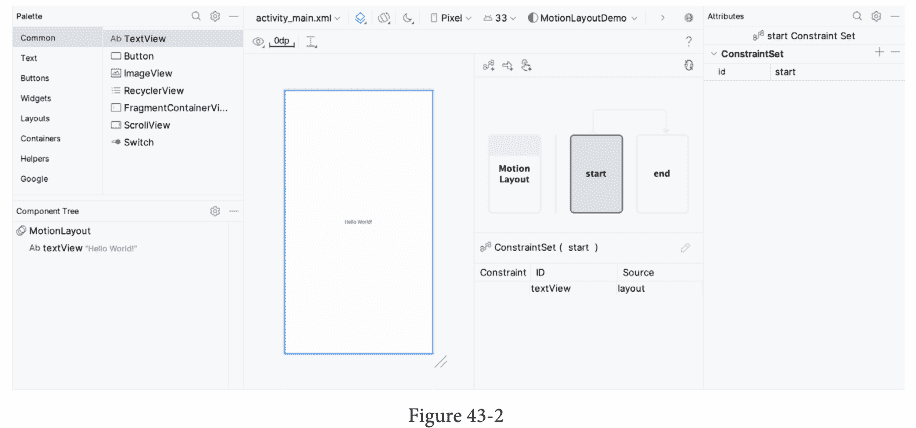 Palette
Common
Text
Buttons
Widgets
Layouts
Containers
Helpers
Google
Ab TextView
Button
ImageView
RecyclerView
FragmentContainerVi...
ScrollView
Switch
Component Tree
MotionLayout
Ab textView "Hello World!"
activity_main.xml
Pixel
33
MotionLayoutDemo
0dp
?
Hello World!
Motion
Layout
start
end
ConstraintSet ( start )
Constraint ID Source
textView layout
Attributes
start Constraint Set
ConstraintSet
id start
Figure 43-2